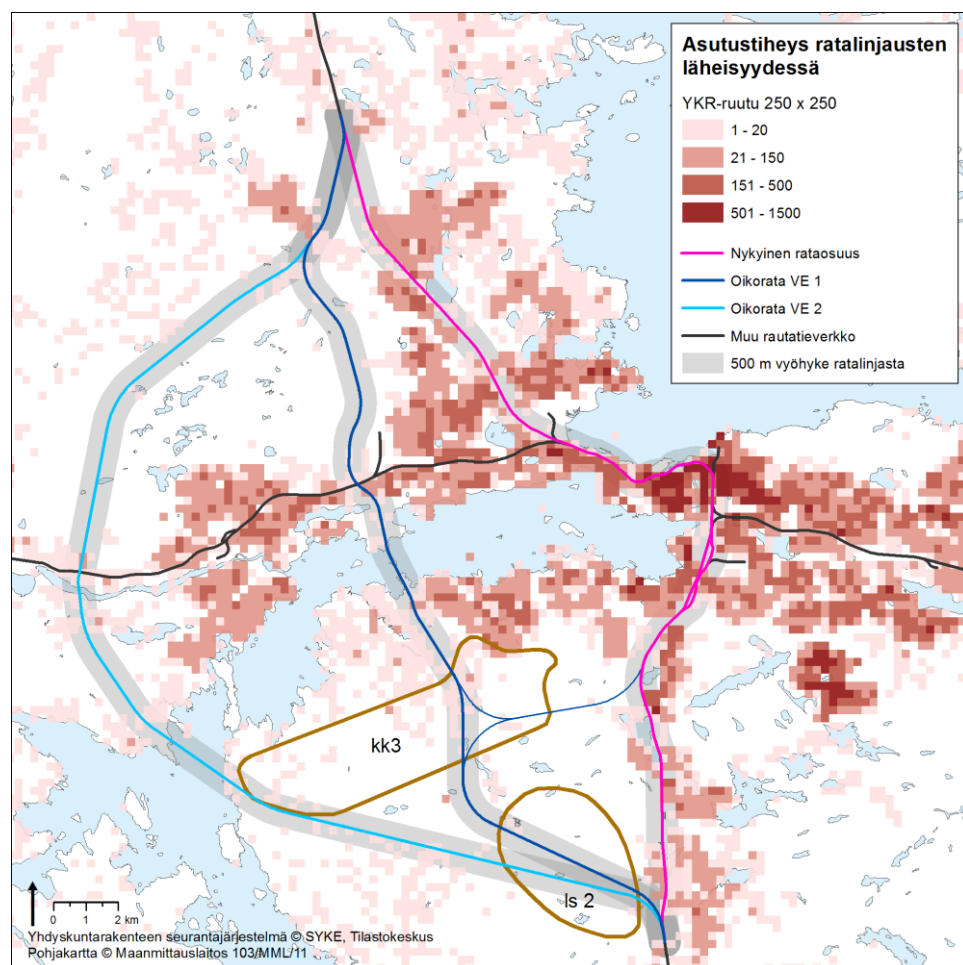 Asutustiheys ratalinjausten
läheisyydessä
YKR-ruutu 250 x 250
1 - 20
21 - 150
151 - 500
501 - 1500
Nykyinen rataosuus
Oikorata VE 1
Oikorata VE 2
Muu rautatieverkko
500 m vyöhyke ratalinjasta
kk3
ls 2
0 1 2 km
Yhdyskuntarakenteen seurantajärjestelmä © SYKE, Tilastokeskus
Pohjakartta © Maanmittauslaitos 103/MML/11